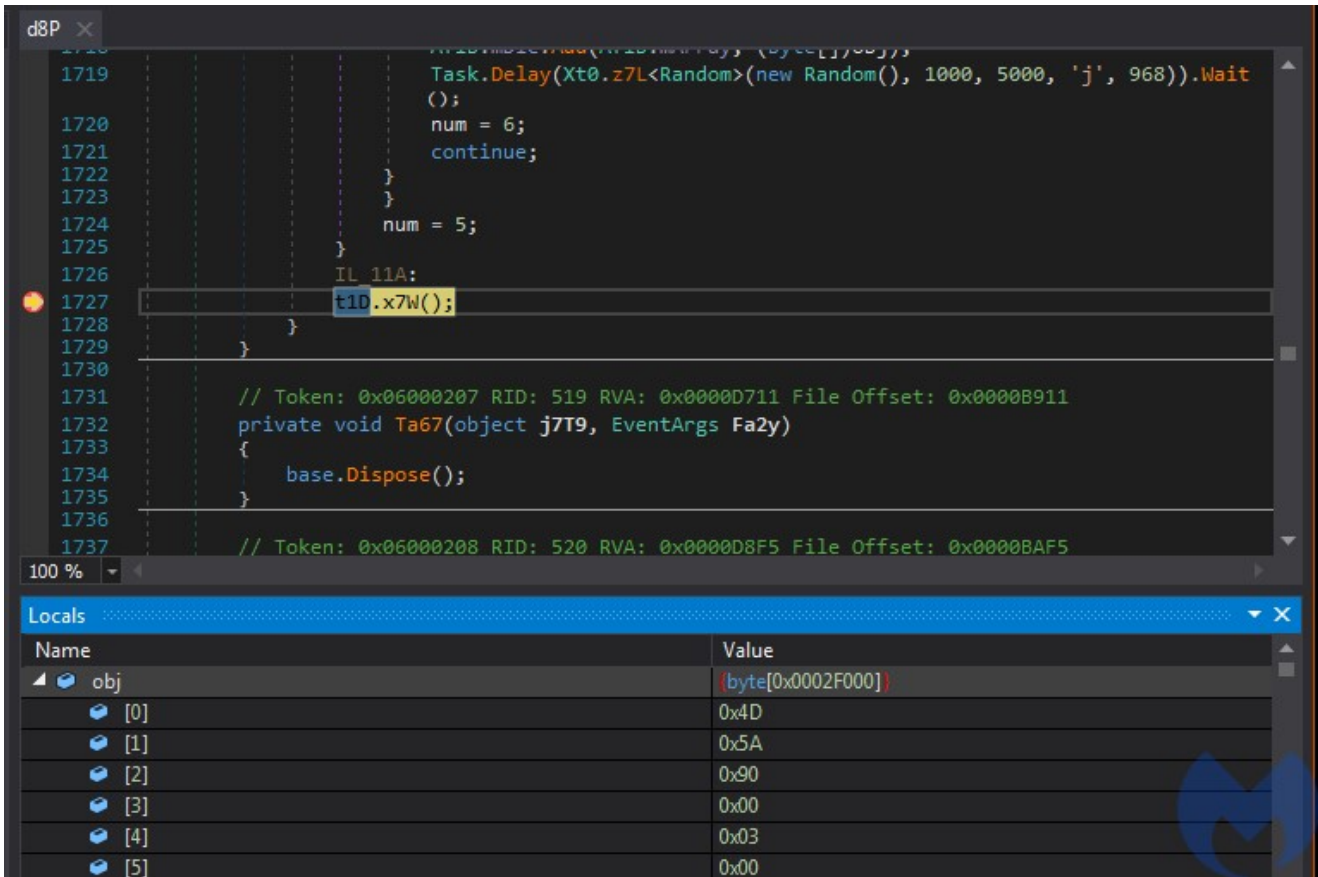 d8P
1719 Task.Delay(Xt0.z7L<Random>(new Random(), 1000, 5000, 'j', 968)).Wait
();
1720 num = 6;
1721 continue;
1722 }
1723 }
1724 num = 5;
1725 }
1726 IL_11A:
1727 t1D.x7W();
1728 }
1729 }
1730
1731 // Token: 0x06000207 RID: 519 RVA: 0x0000D711 File Offset: 0x0000B911
1732 private void Ta67(object j7T9, EventArgs Fa2y)
1733 {
1734 base.Dispose();
1735 }
1736
1737 // Token: 0x06000208 RID: 520 RVA: 0x0000D8F5 File Offset: 0x0000BAF5
100 %
Locals
Name Value
obj {byte[0x0002F000]}
[0] 0x4D
[1] 0x5A
[2] 0x90
[3] 0x00
[4] 0x03
[5] 0x00